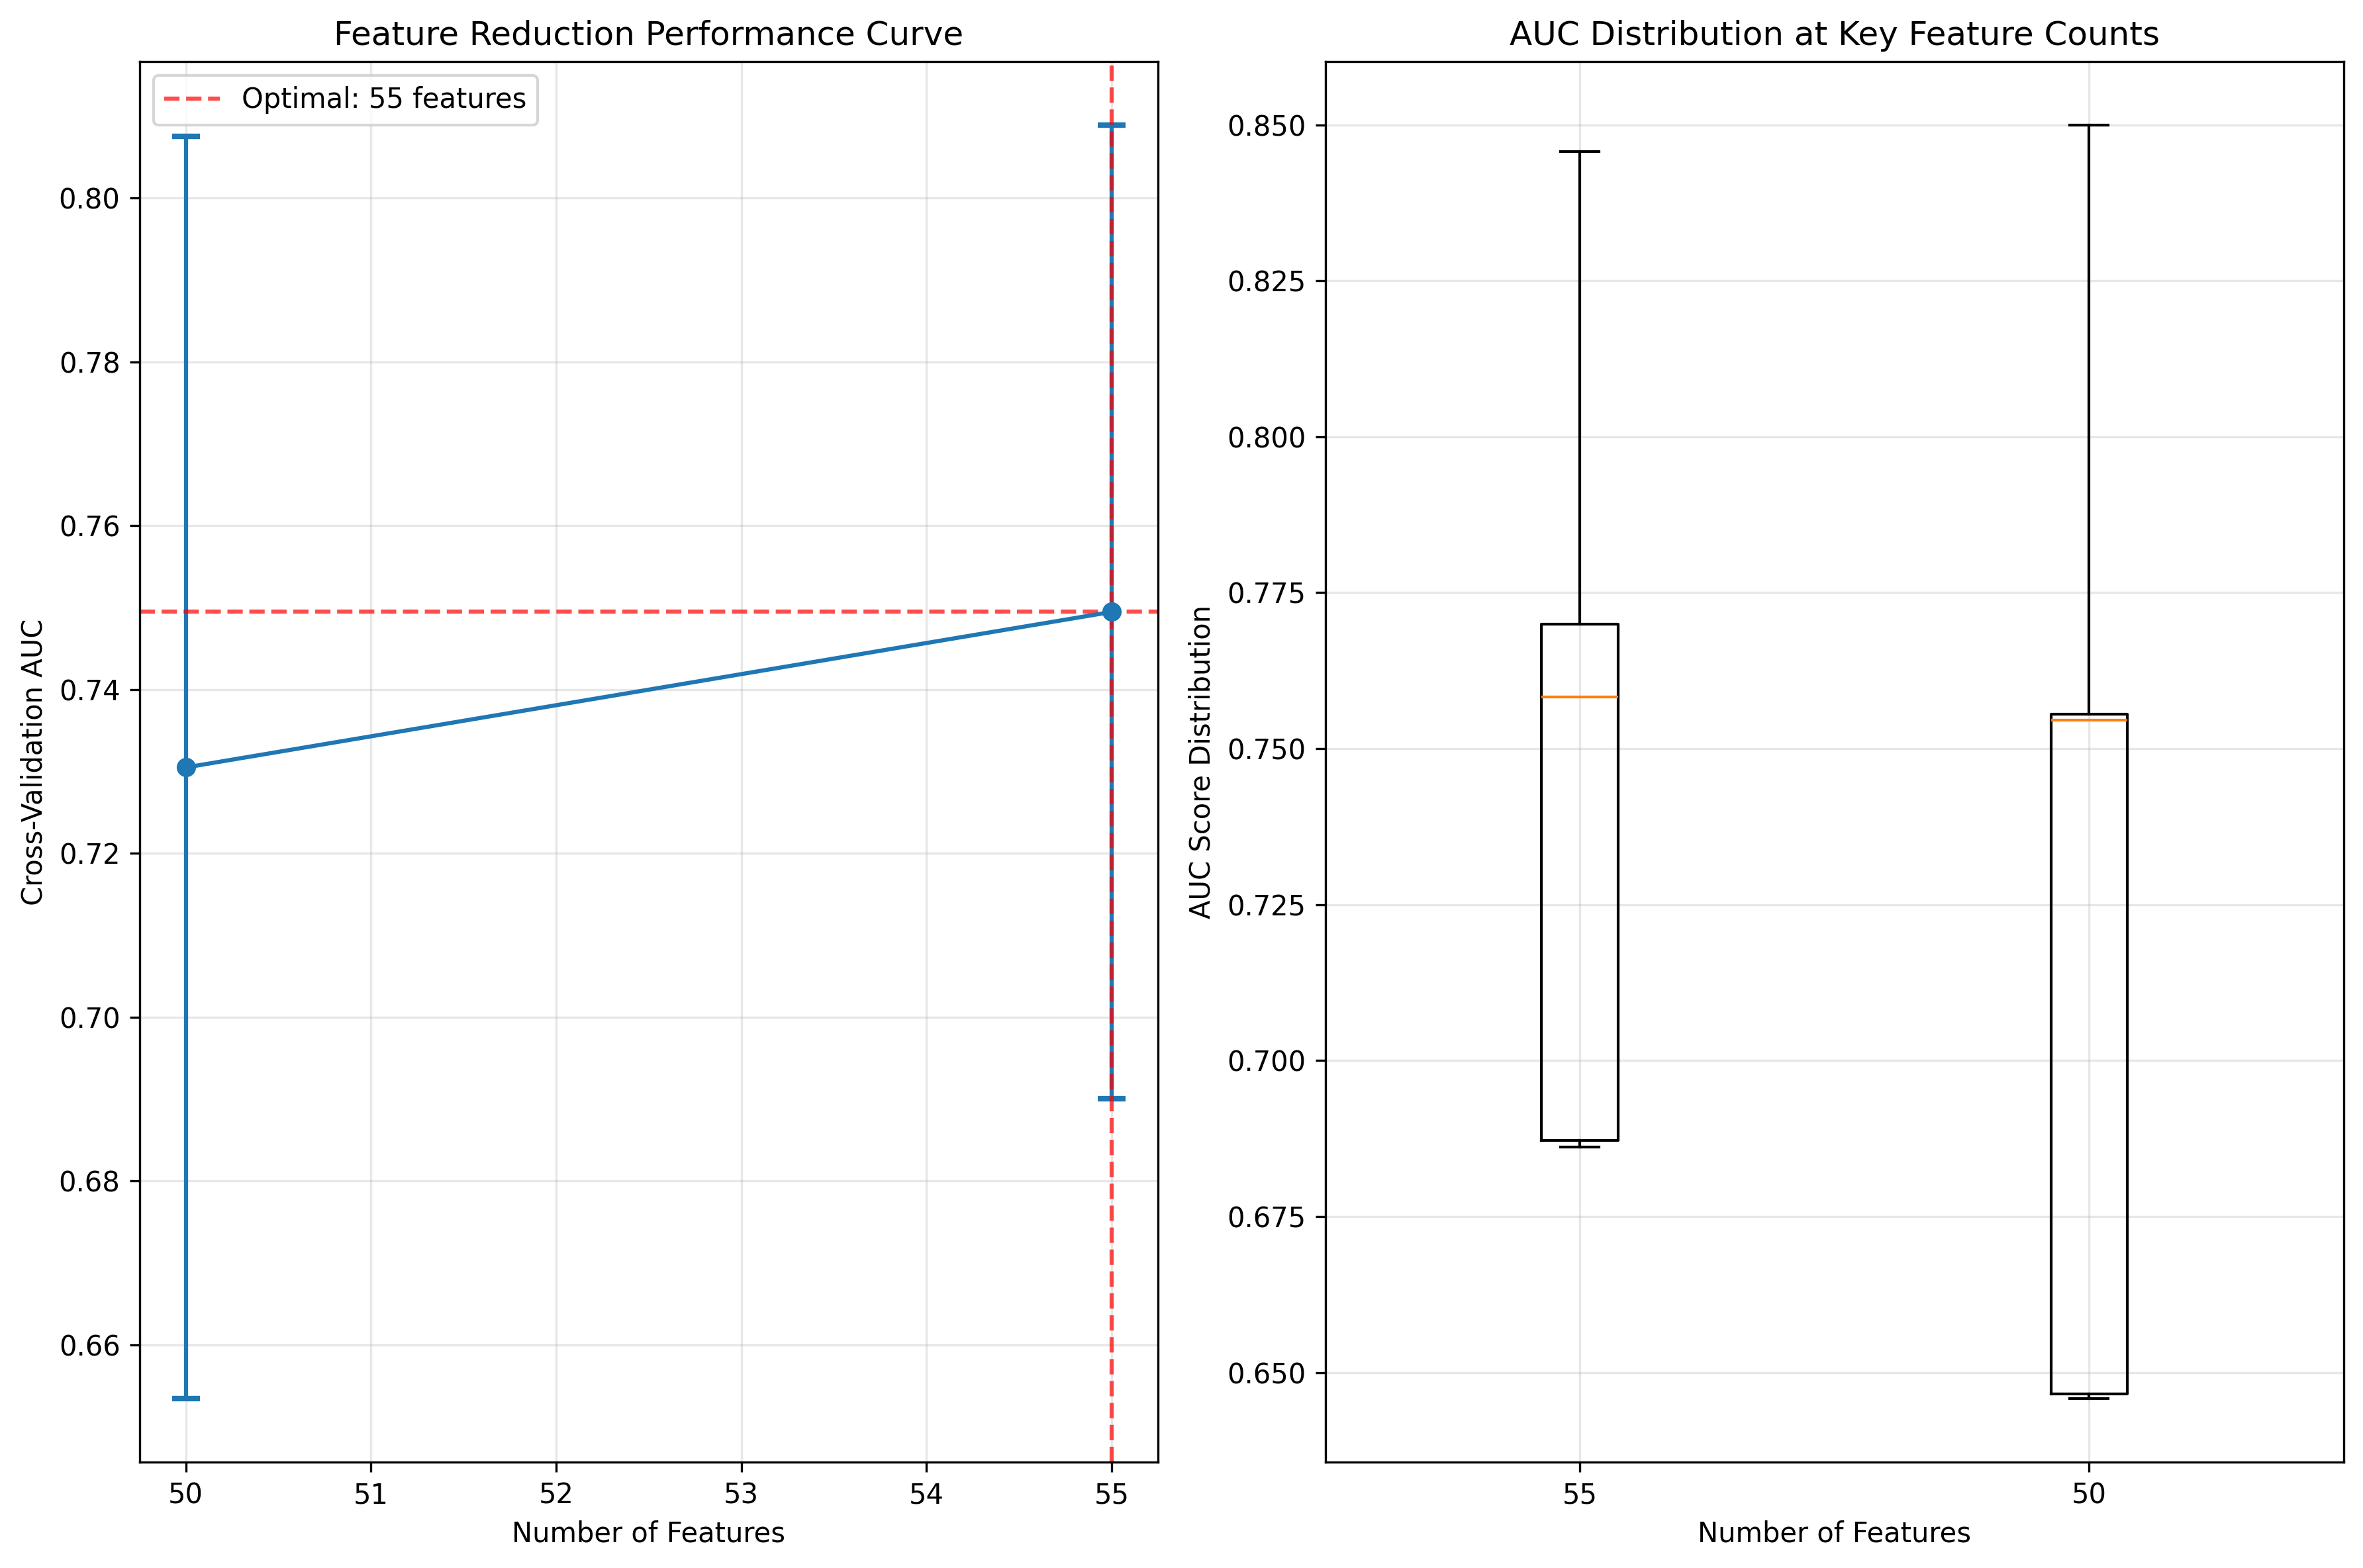 Feature Reduction Performance Curve
Optimal: 55 features
Cross-Validation AUC
0.80
0.78
0.76
0.74
0.72
0.70
0.68
0.66
50 51 52 53 54 55
Number of Features
AUC Distribution at Key Feature Counts
AUC Score Distribution
0.850
0.825
0.800
0.775
0.750
0.725
0.700
0.675
0.650
55 50
Number of Features